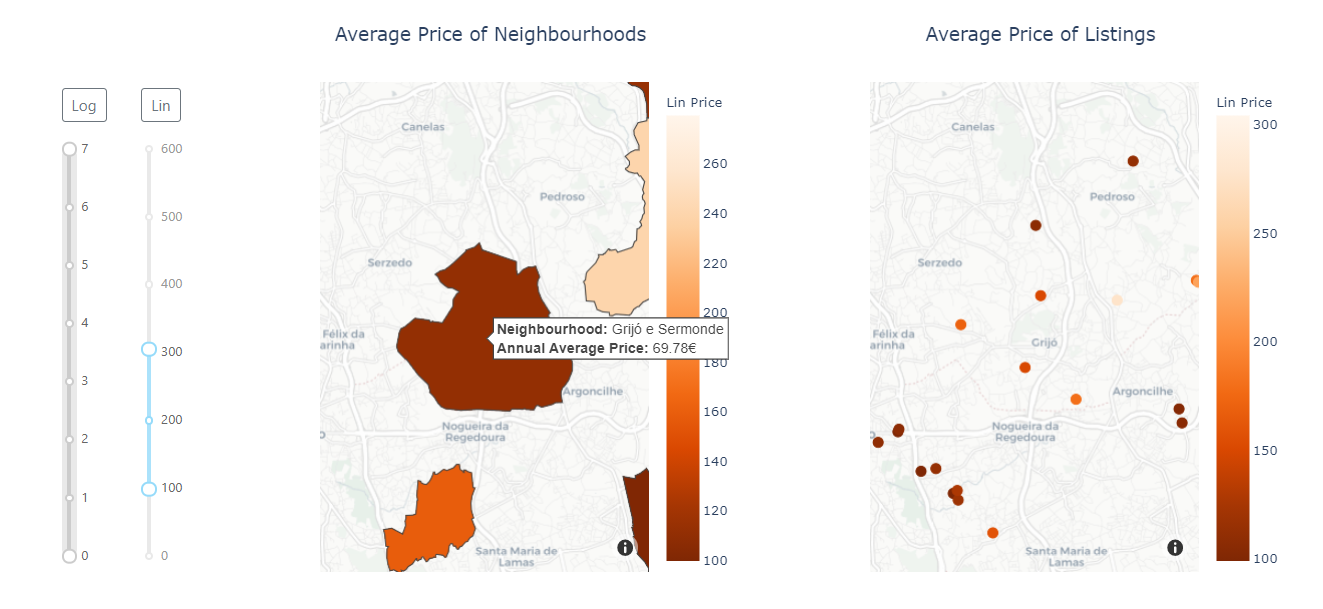 Average Price of Neighbourhoods
Average Price of Listings
Log
Lin
7
6
5
4
3
2
1
0
600
500
400
300
200
100
0
Canelas
Pedroso
Serzedo
Félix da
arinha
Argoncilhe
Nogueira da
Regedoura
Santa Maria de
Lamas
Neighbourhood: Grijó e Sermonde
Annual Average Price: 69.78€
Lin Price
260
240
220
200
180
160
140
120
100
Canelas
Pedroso
Serzedo
Félix da
arinha
Grijó
Argoncilhe
Nogueira da
Regedoura
Santa Maria de
Lamas
Lin Price
300
250
200
150
100